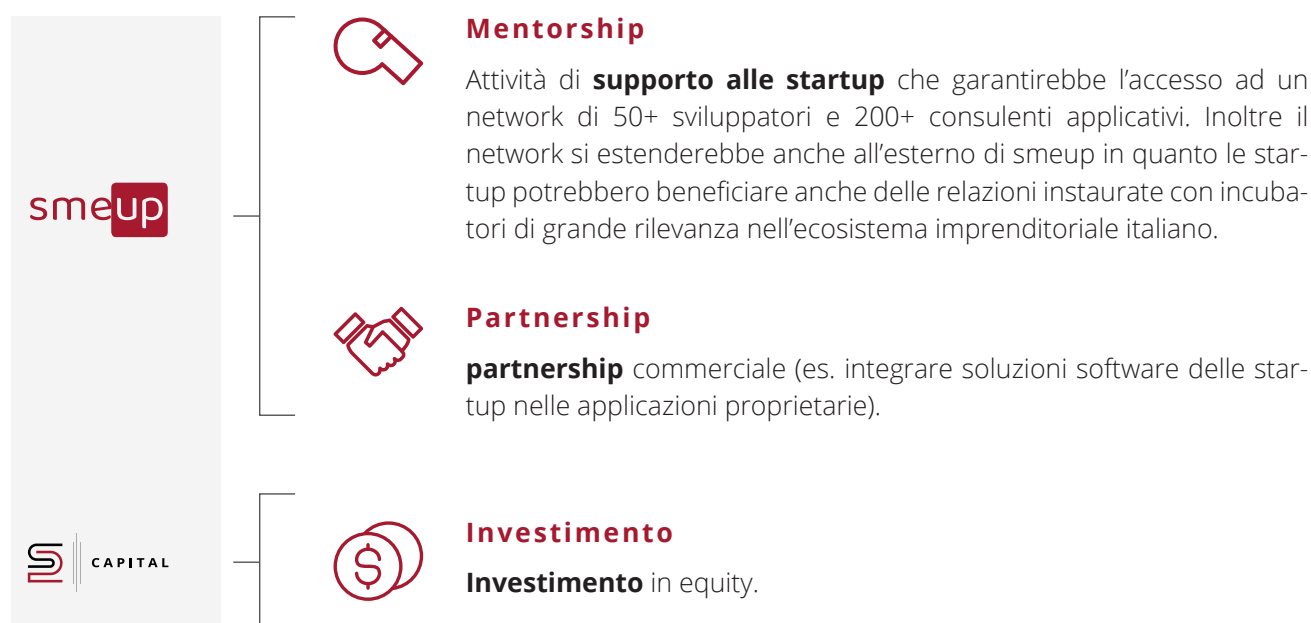 Mentorship
Attività di supporto alle startup che garantirebbe l'accesso ad un
network di 50+ sviluppatori e 200+ consulenti applicativi. Inoltre il
network si estenderebbe anche all'esterno di smeup in quanto le star-
tup potrebbero beneficiare anche delle relazioni instaurate con incuba-
tori di grande rilevanza nell'ecosistema imprenditoriale italiano.
smeup
Partnership
partnership commerciale (es. integrare soluzioni software delle star-
tup nelle applicazioni proprietarie).
CAPITAL
Investimento
$
Investimento in equity.